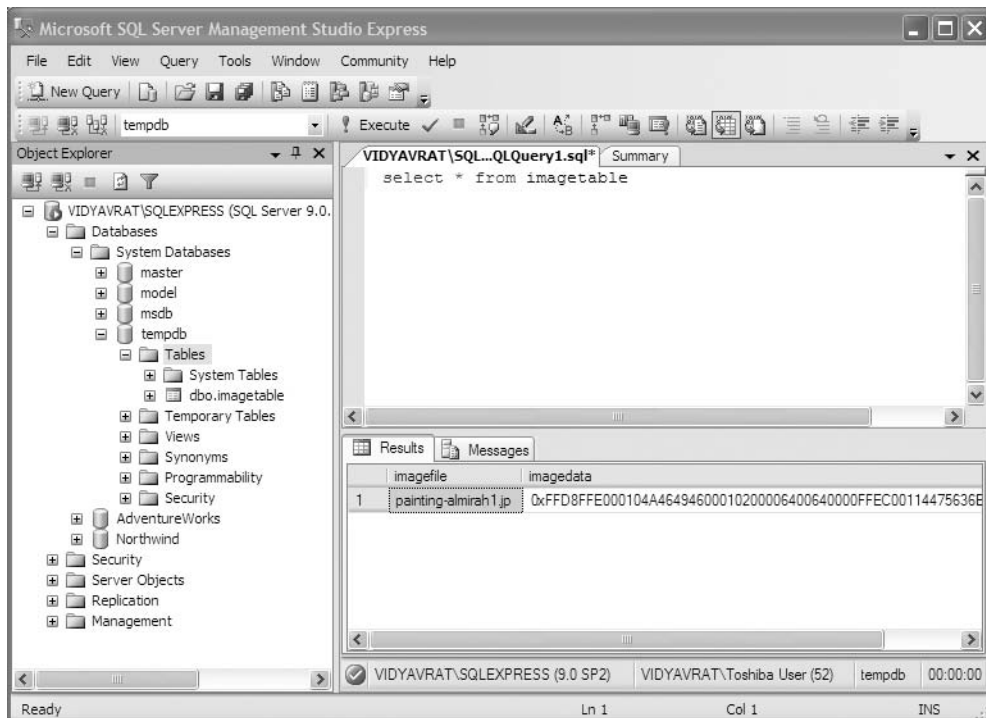 Microsoft SQL Server Management Studio Express
File Edit View Query Tools Window Community Help
New Query
tempdb
Execute
Object Explorer
VIDYAVRAT\SQL...QLQuery1.sql* Summary
select * from imagetable
VIDYAVRAT\SQLEXPRESS (SQL Server 9.0.
Databases
System Databases
master
model
msdb
tempdb
Tables
System Tables
dbo.imagetable
Temporary Tables
Views
Synonyms
Programmability
Security
AdventureWorks
Northwind
Security
Server Objects
Replication
Management
Results Messages
imagefile imagedata
1 painting-almirah1.jp 0xFFD8FFE000104A46494600010200006400640000FFEC00114475636B
VIDYAVRAT\SQLEXPRESS (9.0 SP2) VIDYAVRAT\Toshiba User (52) tempdb 00:00:00
Ready Ln 1 Col 1 INS